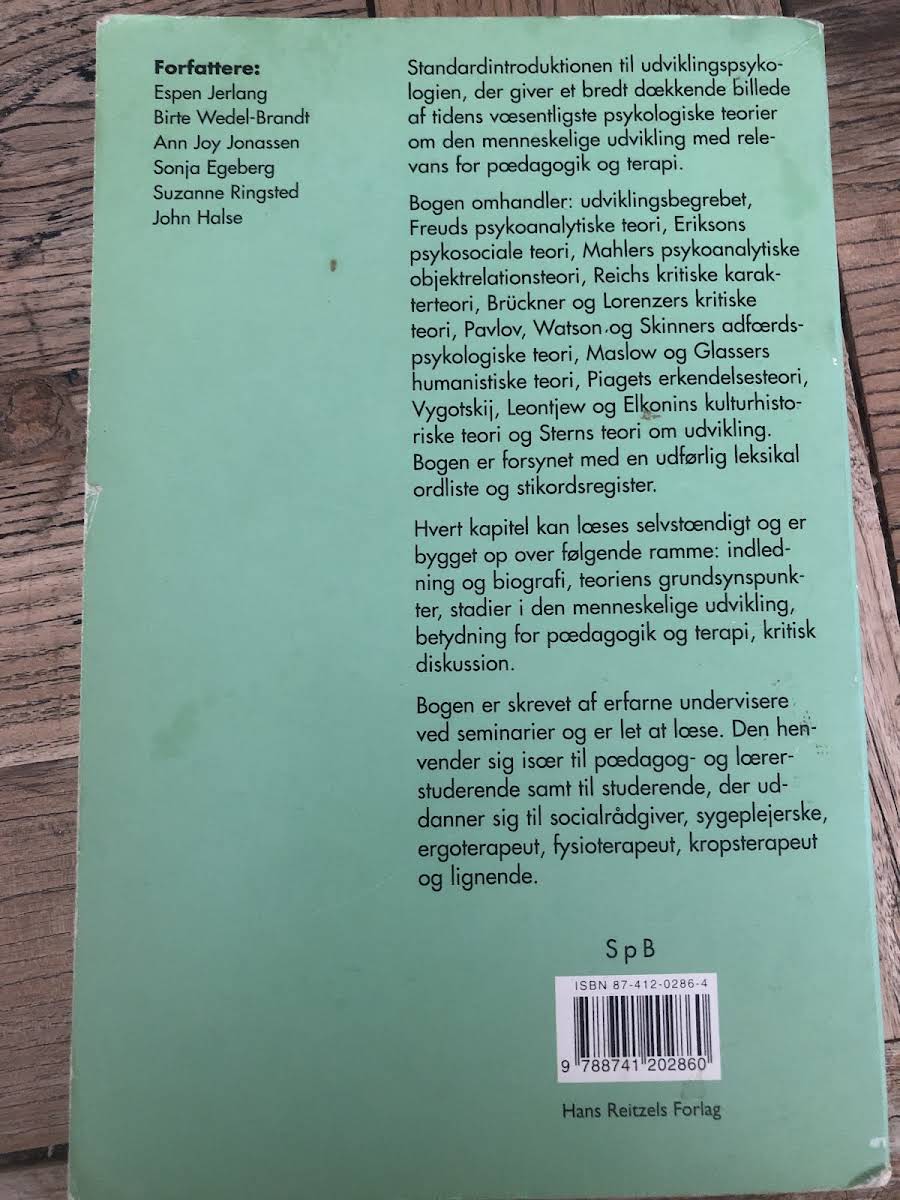 Forfattere:
Espen Jerlang
Birte Wedel-Brandt
Ann Joy Jonassen
Sonja Egeberg
Suzanne Ringsted
John Halse
Standardintroduktionen til udviklingspsyko-
logien, der giver et bredt dækkende billede
af tidens væsentligste psykologiske teorier
om den menneskelige udvikling med rele-
vans for pædagogik og terapi.
Bogen omhandler: udviklingsbegrebet,
Freuds psykoanalytiske teori, Eriksons
psykosociale teori, Mahlers psykoanalytiske
objektrelationsteori, Reichs kritiske karak-
terteori, Brückner og Lorenzers kritiske
teori, Pavlov, Watson og Skinners adfærds-
psykologiske teori, Maslow og Glassers
humanistiske teori, Piagets erkendelsesteori,
Vygotskij, Leontjew og Elkonins kulturhisto-
riske teori og Sterns teori om udvikling.
Bogen er forsynet med en udførlig leksikal
ordliste og stikordsregister.
Hvert kapitel kan læses selvstændigt og er
bygget op over følgende ramme: indled-
ning og biografi, teoriens grundsynspunk-
ter, stadier i den menneskelige udvikling,
betydning for pædagogik og terapi, kritisk
diskussion.
Bogen er skrevet af erfarne undervisere
ved seminarier og er let at læse. Den hen-
vender sig især til pædagog- og lærer-
studerende samt til studerende, der ud-
danner sig til socialrådgiver, sygeplejerske,
ergoterapeut, fysioterapeut, kropsterapeut
og lignende.
SpB
ISBN 87-412-0286-4
9 788741 202860
Hans Reitzels Forlag